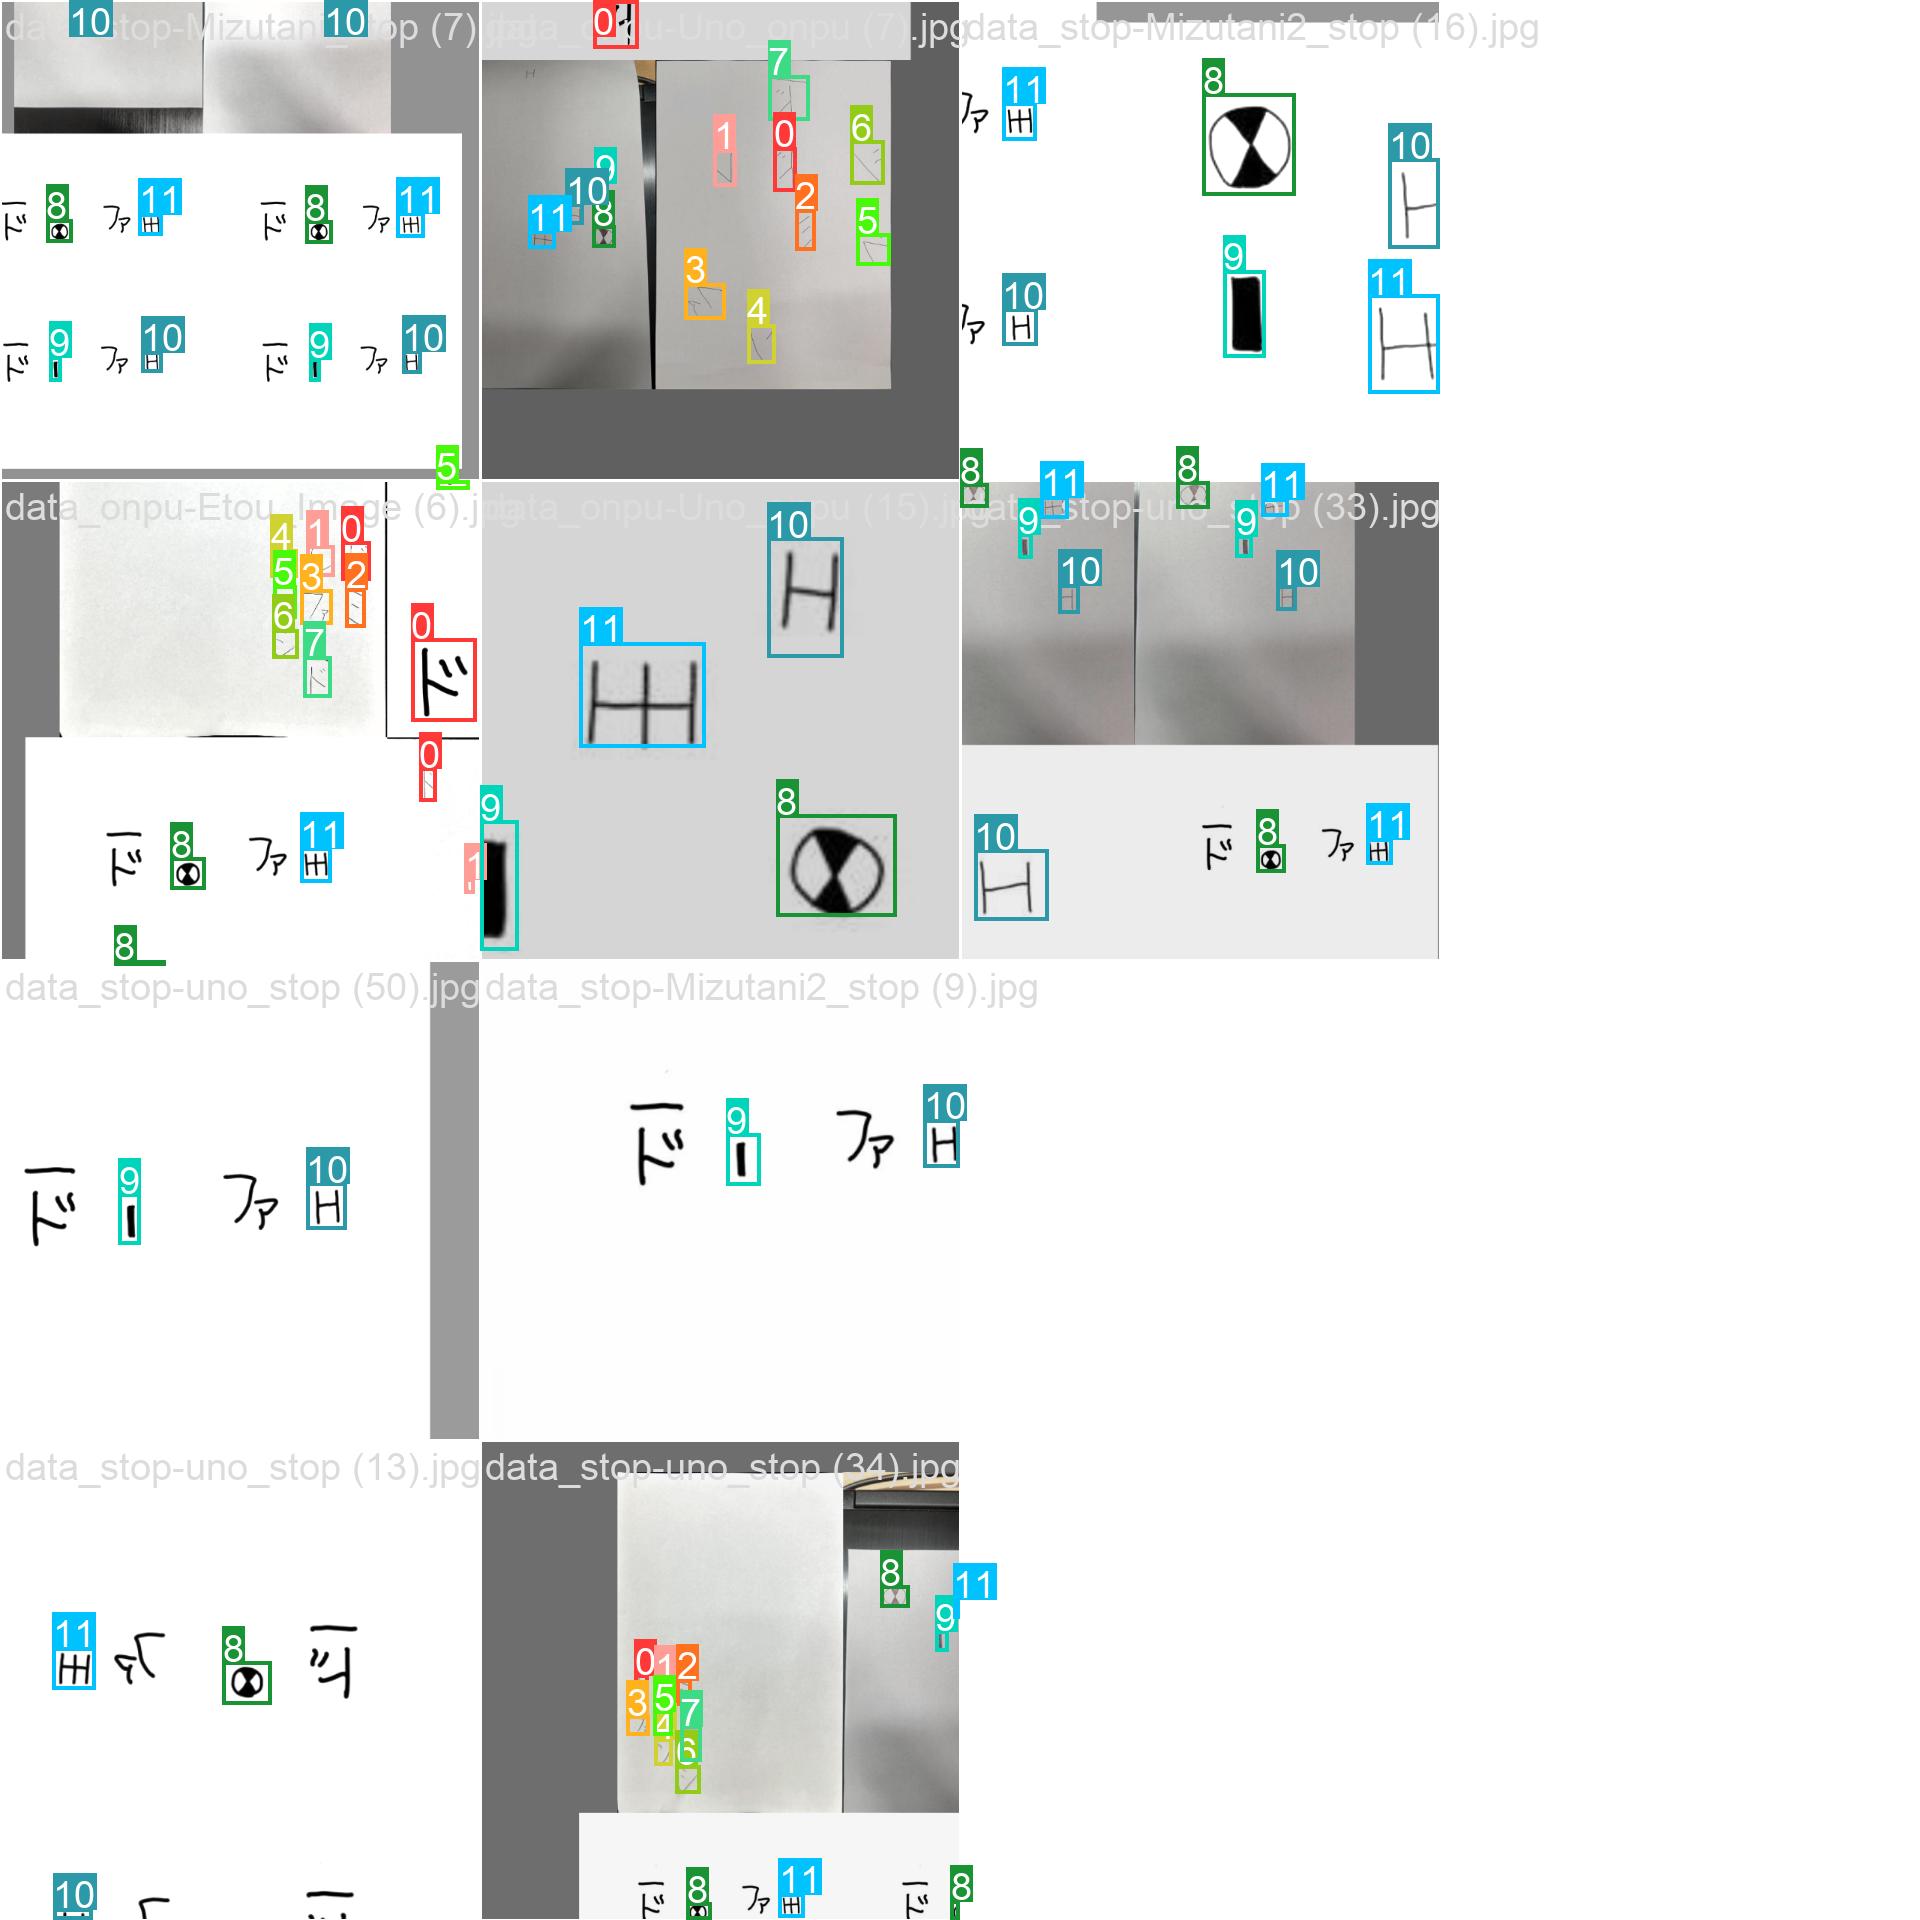 data_stop-Mizutani_stop (7).jpg
data_onpu-Uno_onpu (7).jpg
data_stop-Mizutani2_stop (16).jpg
10 10
0
7
1 0 6
9
10
2
11 8 5
3
4
ファ 11
8
10
9
ファ 10
11
ド 8 ファ 11 ド 8 ファ 11
ド 9 ファ 10 ド 9 ファ 10
5
data_onpu-Etou_Image (6).jpg
data_onpu-Uno_onpu (15).jpg
data_stop-uno_stop (33).jpg
4 1 0
5 3 2
6
7
0 ド
0
ド 8 ファ 11
1
8
10
11
9
8
8 11 8 11
9 9
10 10
10
ド 8 ファ 11
data_stop-uno_stop (50).jpg
data_stop-Mizutani2_stop (9).jpg
ド 9 ファ 10
ド 9 ファ 10
data_stop-uno_stop (13).jpg
data_stop-uno_stop (34).jpg
11 8
10
8
11
9
0 1 2
3 5 7
4 6
ド 8 ファ 11 ド 8